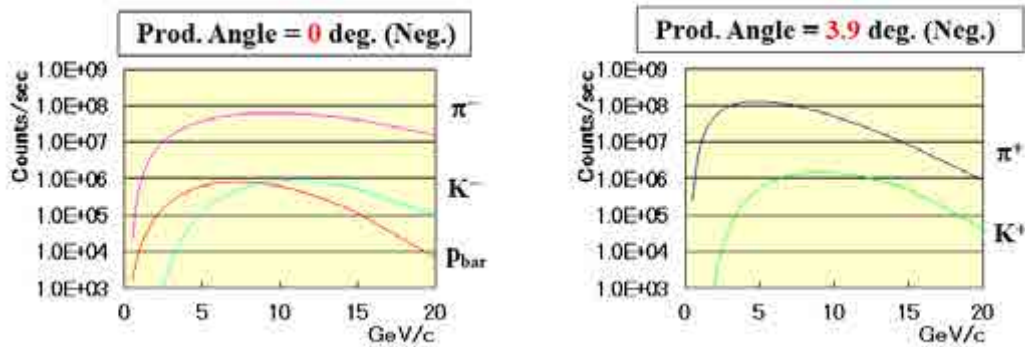 Prod. Angle = 0 deg. (Neg.)
Counts/sec
1.0E+09
1.0E+08
1.0E+07
1.0E+06
1.0E+05
1.0E+04
1.0E+03
0 5 10 15 20
GeV/c
π⁻
K⁻
p_bar
Prod. Angle = 3.9 deg. (Neg.)
Counts/sec
1.0E+09
1.0E+08
1.0E+07
1.0E+06
1.0E+05
1.0E+04
1.0E+03
0 5 10 15 20
GeV/c
π⁺
K⁺